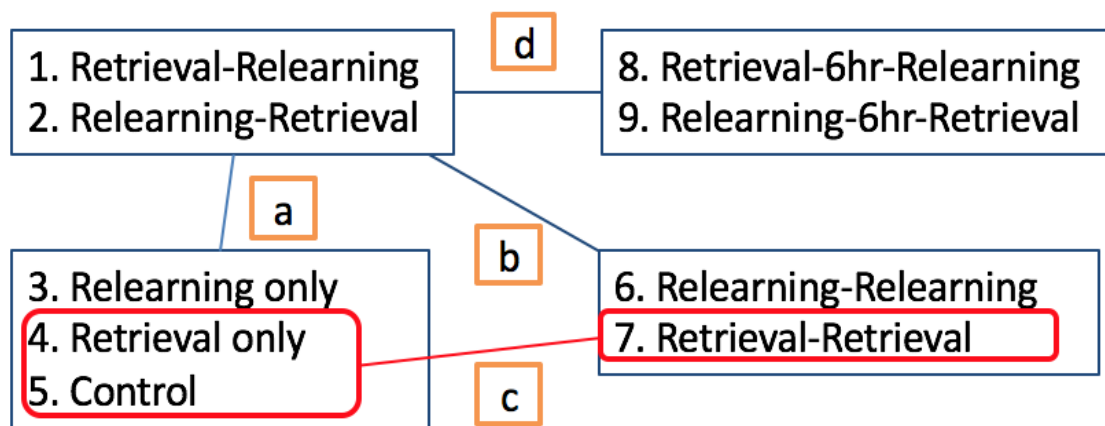 d
1. Retrieval-Relearning
2. Relearning-Retrieval
8. Retrieval-6hr-Relearning
9. Relearning-6hr-Retrieval
a
b
3. Relearning only
4. Retrieval only
5. Control
6. Relearning-Relearning
7. Retrieval-Retrieval
c